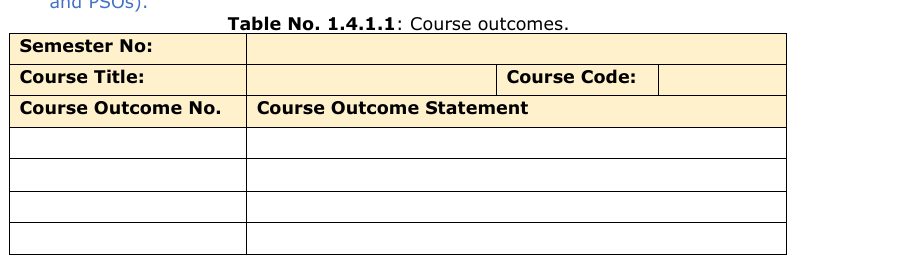 and PSOs).
Table No. 1.4.1.1: Course outcomes.
Semester No:
Course Title: Course Code:
Course Outcome No. Course Outcome Statement